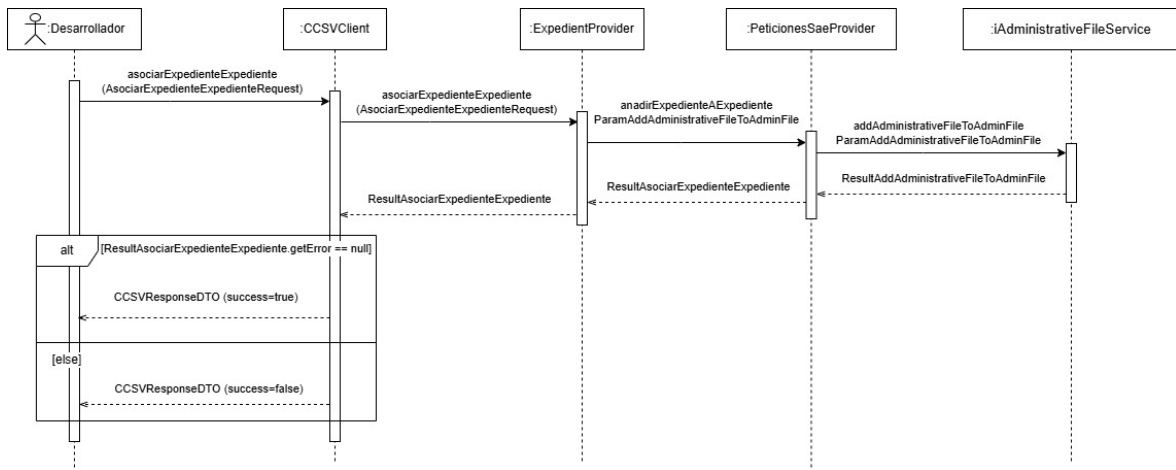 :Desarrollador
:CCSVClient
:ExpedientProvider
:PeticionesSaeProvider
:iAdministrativeFileService
asociarExpedienteExpediente
(AsociarExpedienteExpedienteRequest)
asociarExpedienteExpediente
(AsociarExpedienteExpedienteRequest)
anadirExpedienteAExpediente
ParamAddAdministrativeFileToAdminFile
addAdministrativeFileToAdminFile
ParamAddAdministrativeFileToAdminFile
ResultAddAdministrativeFileToAdminFile
ResultAsociarExpedienteExpediente
ResultAsociarExpedienteExpediente
alt
[ResultAsociarExpedienteExpediente.getError == null]
CCSVResponseDTO (success=true)
[else]
CCSVResponseDTO (success=false)